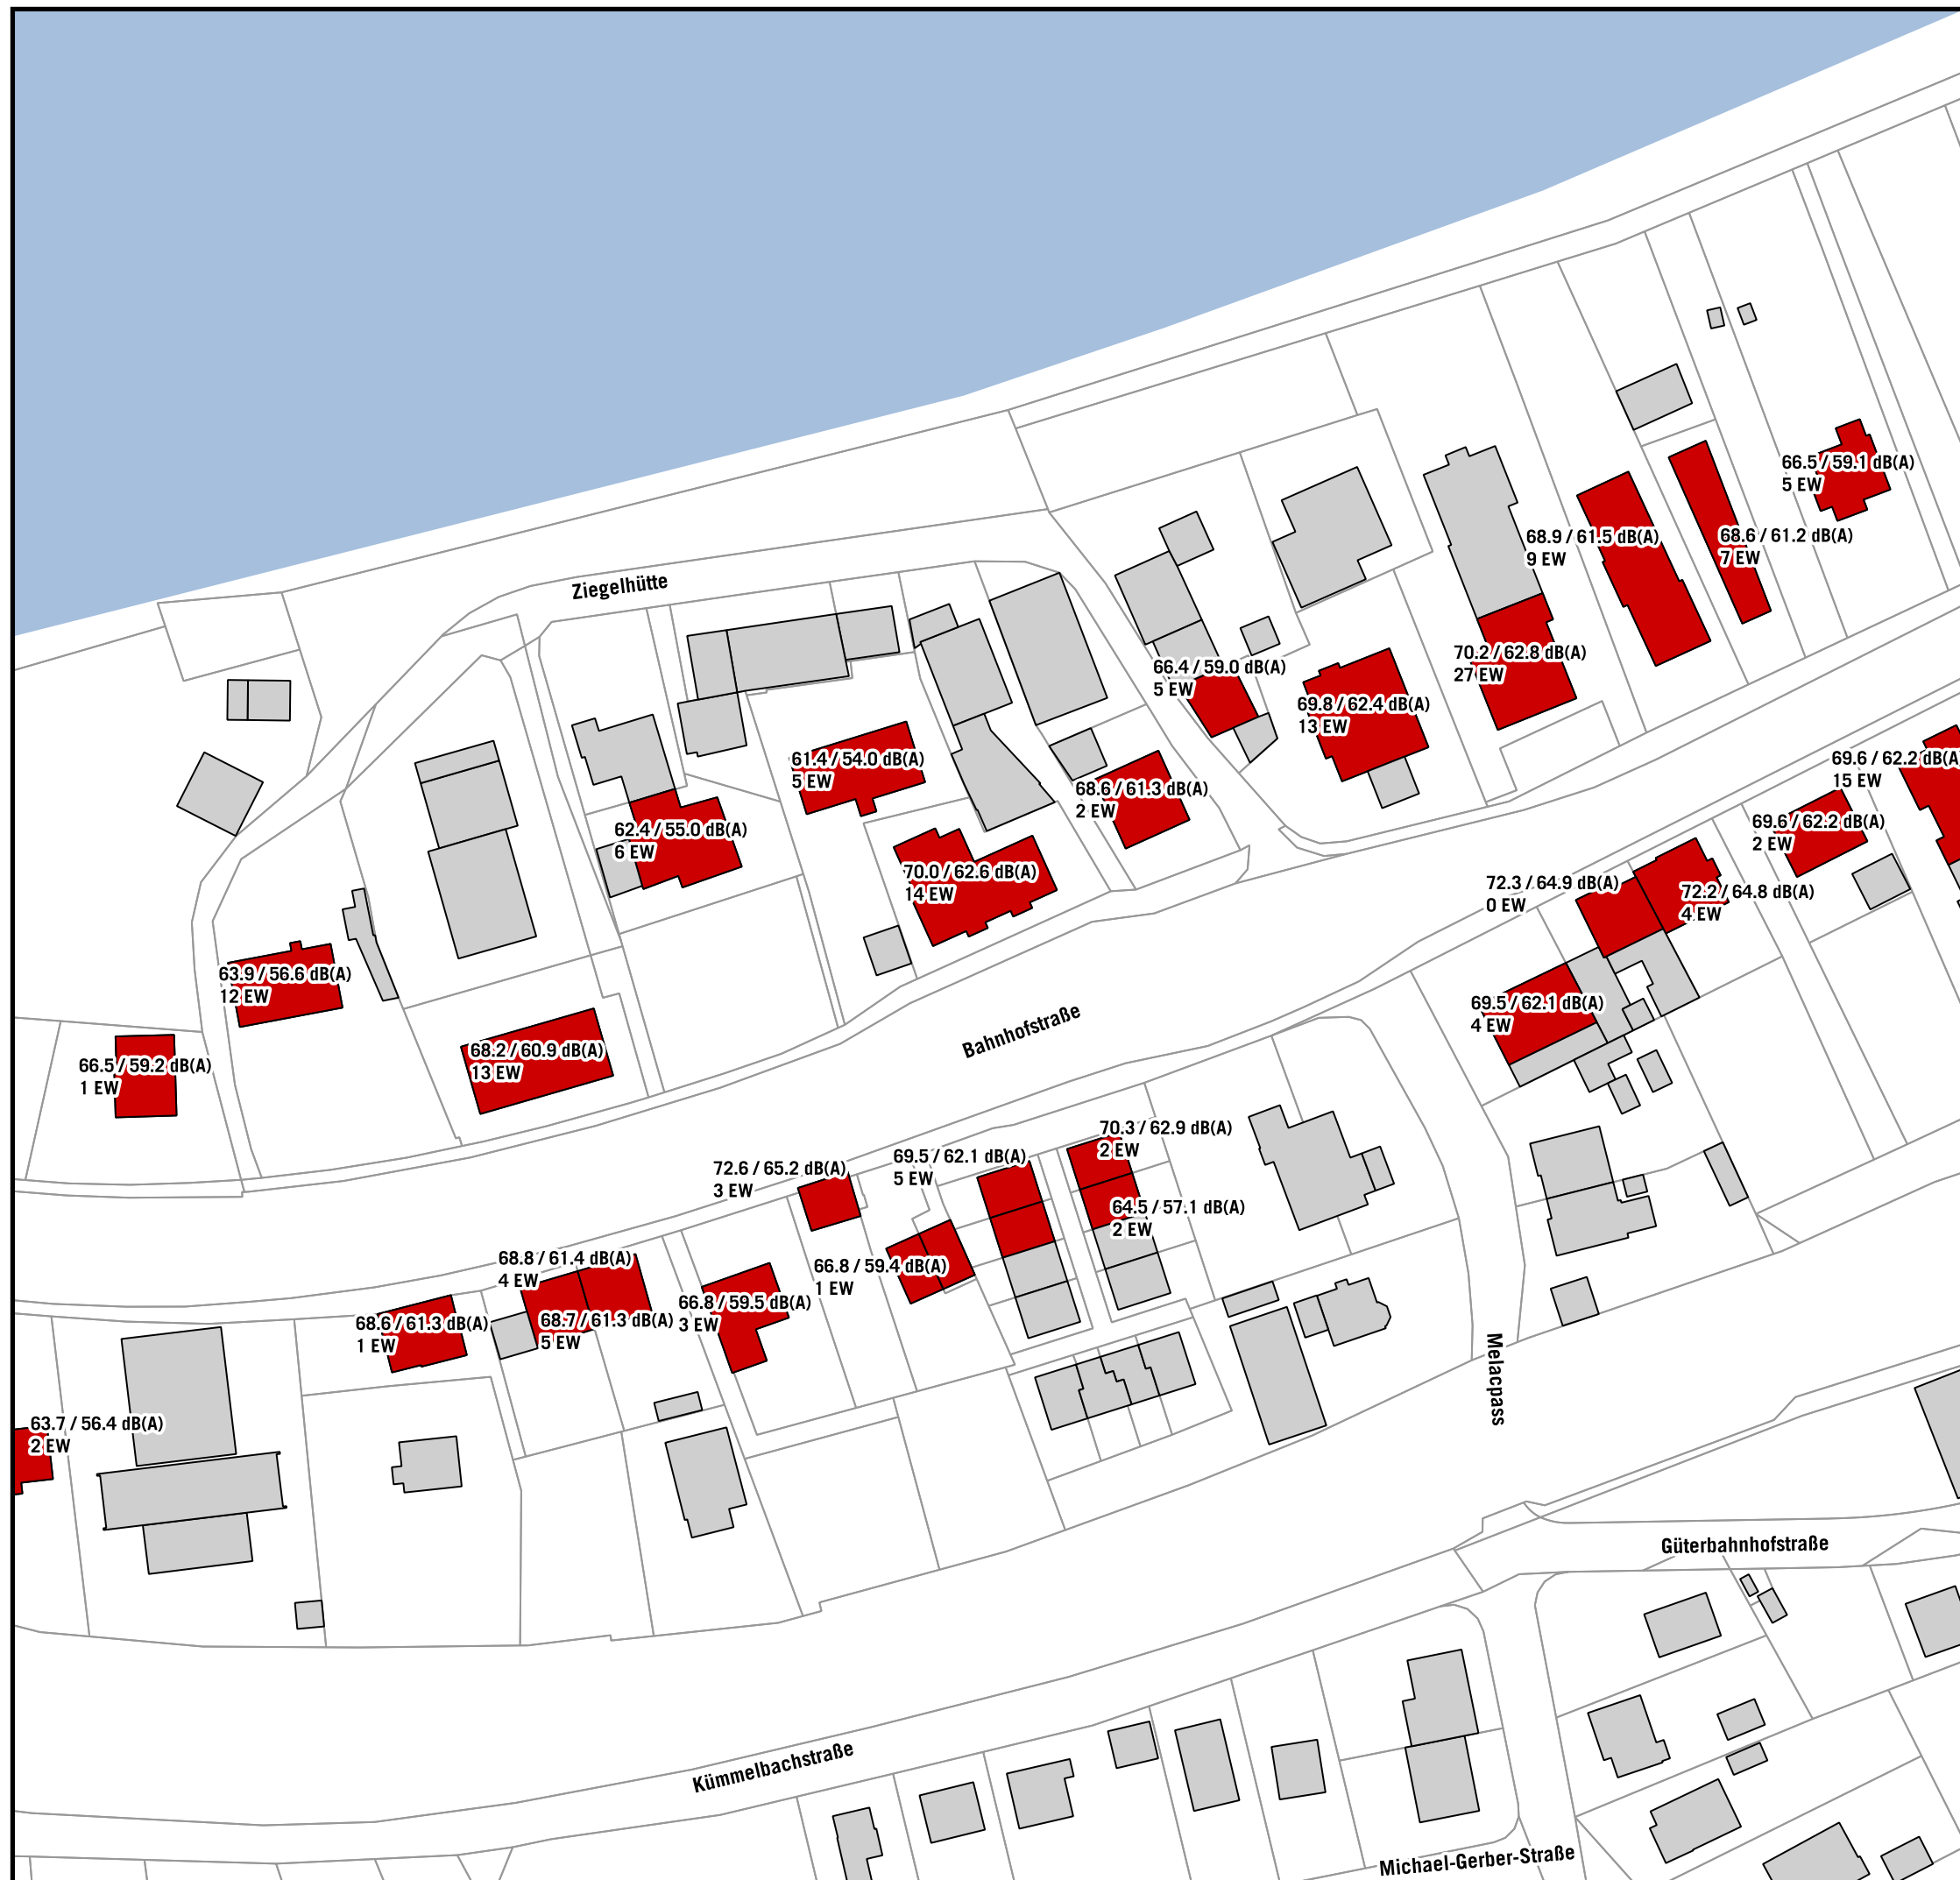 66.5 / 59.1 dB(A)
5 EW
68.9 / 61.5 dB(A)
9 EW
68.6 / 61.2 dB(A)
7 EW
Ziegelhütte
66.4 / 59.0 dB(A)
5 EW
70.2 / 62.8 dB(A)
27 EW
69.8 / 62.4 dB(A)
13 EW
61.4 / 54.0 dB(A)
5 EW
68.6 / 61.3 dB(A)
2 EW
69.6 / 62.2 dB(A
15 EW
62.4 / 55.0 dB(A)
6 EW
69.6 / 62.2 dB(A)
2 EW
70.0 / 62.6 dB(A)
14 EW
72.3 / 64.9 dB(A)
0 EW
72.2 / 64.8 dB(A)
4 EW
63.9 / 56.6 dB(A)
12 EW
69.5 / 62.1 dB(A)
4 EW
Bahnhofstraße
68.2 / 60.9 dB(A)
13 EW
66.5 / 59.2 dB(A)
1 EW
70.3 / 62.9 dB(A)
2 EW
69.5 / 62.1 dB(A)
5 EW
72.6 / 65.2 dB(A)
3 EW
64.5 / 57.1 dB(A)
2 EW
68.8 / 61.4 dB(A)
4 EW
66.8 / 59.4 dB(A)
1 EW
66.8 / 59.5 dB(A)
3 EW
68.6 / 61.3 dB(A)
1 EW
68.7 / 61.3 dB(A)
5 EW
Melacpass
63.7 / 56.4 dB(A)
2 EW
Güterbahnhofstraße
Kümmelbachstraße
Michael-Gerber-Straße